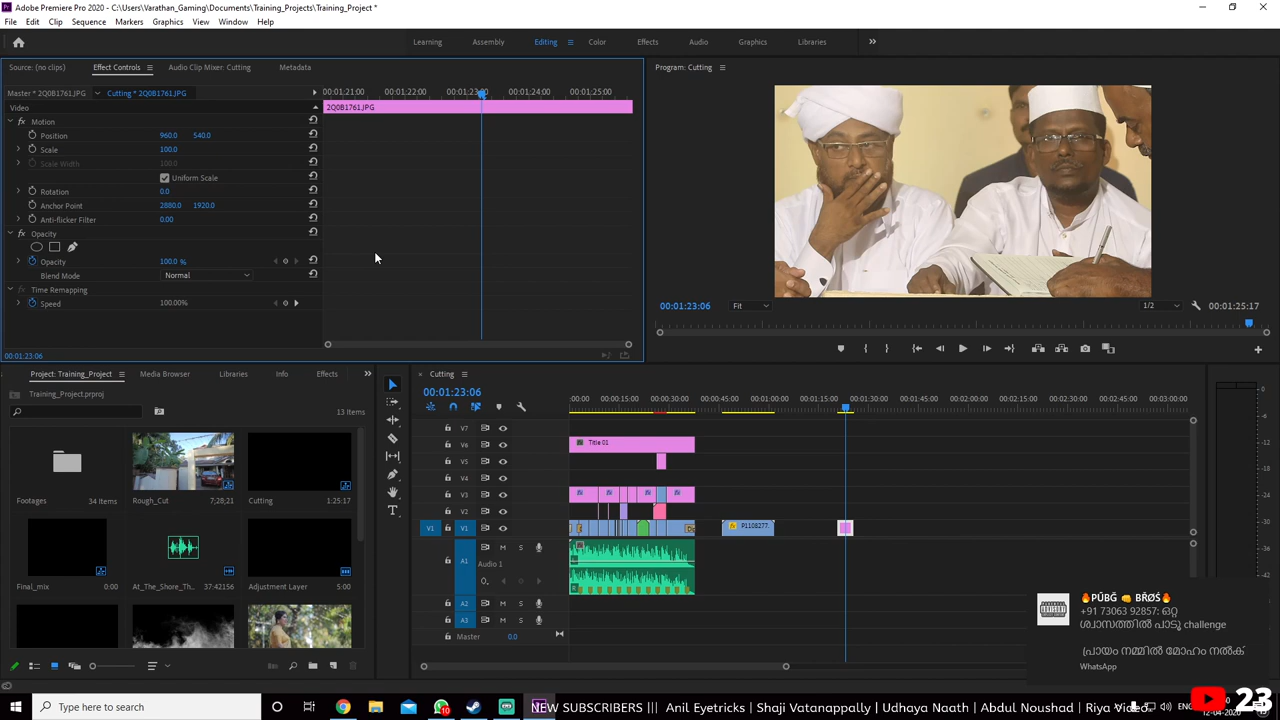 Adobe Premiere Pro 2020 - C:\Users\Varathan_Gaming\Documents\Training_Projects\Training_Project *
File Edit Clip Sequence Markers Graphics View Window Help
Learning Assembly Editing Color Effects Audio Graphics Libraries
Source: (no clips) Effect Controls Audio Clip Mixer: Cutting Metadata
Program: Cutting
Master * 2Q0B1761.JPG Cutting * 2Q0B1761.JPG
00:01:21:00 00:01:22:00 00:01:23:00 00:01:24:00 00:01:25:00
Video
2Q0B1761.JPG
Motion
Position 960.0 540.0
Scale 100.0
Scale Width 100.0
Uniform Scale
Rotation 0.0
Anchor Point 2880.0 1920.0
Anti-flicker Filter 0.00
Opacity
Opacity 100.0 %
Blend Mode Normal
Time Remapping
Speed 100.00%
00:01:23:06
00:01:23:06 Fit 1/2 00:01:25:17
Project: Training_Project Media Browser Libraries Info Effects
Training_Project.prproj
13 Items
Footages 34 Items
Rough_Cut 7;28;21
Cutting 1:25:17
Final_mix 0:00
At_The_Shore_Th... 37:42156
Adjustment Layer 5:00
Cutting
00:01:23:06
:00:00 00:00:15:00 00:00:30:00 00:00:45:00 00:01:00:00 00:01:15:00 00:01:30:00 00:01:45:00 00:02:00:00 00:02:15:00 00:02:30:00 00:02:45:00 00:03:00:00
V7
V6
Title 01
V5
V4
V3
V2
V1 V1
P1108277.
A1 M S
Audio 1
A2 M S
A3 M S
Master 0.0
🔥PÜBĞ 🤜 BŘØŚ🔥
+91 73063 92857: ഒറ്റ
ശ്വാസത്തിൽ പാടൂ challenge
പ്രായം നമ്മിൽ മോഹം നൽക്
WhatsApp
Type here to search
NEW SUBSCRIBERS ||| Anil Eyetricks | Shaji Vatanappally | Udhaya Naath | Abdul Noushad | Riya Video
23
12-04-2020